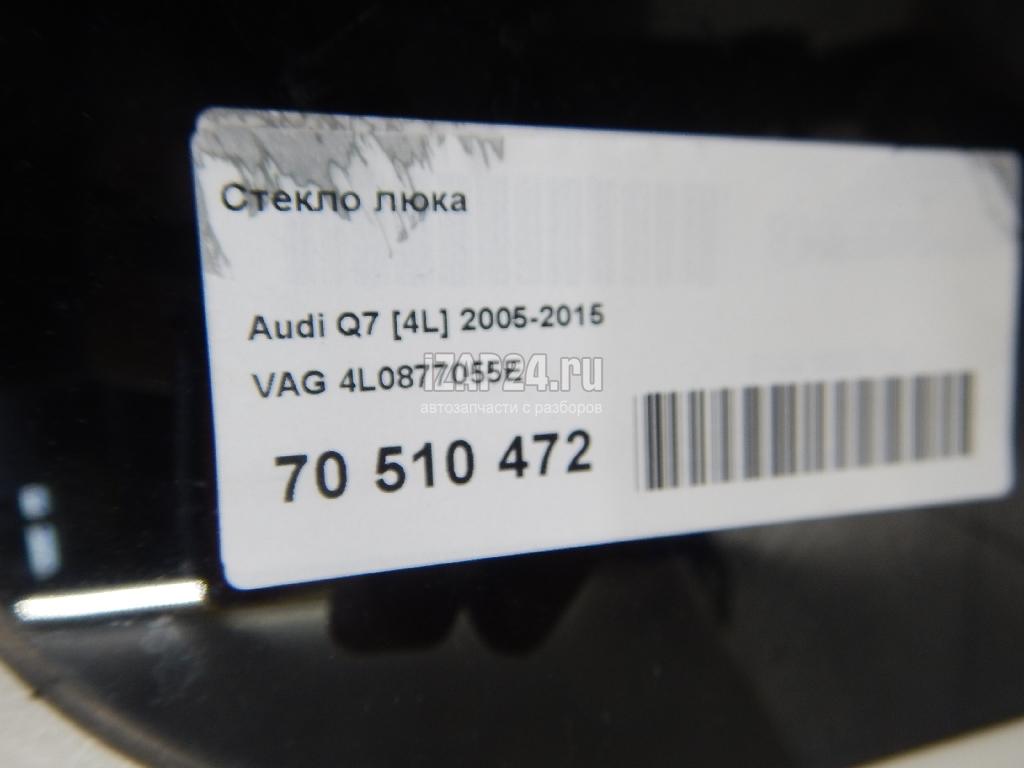 Стекло люка
Audi Q7 [4L] 2005-2015
VAG 4L0877055E
iZAP24.ru
автозапчасти с разборов
70 510 472